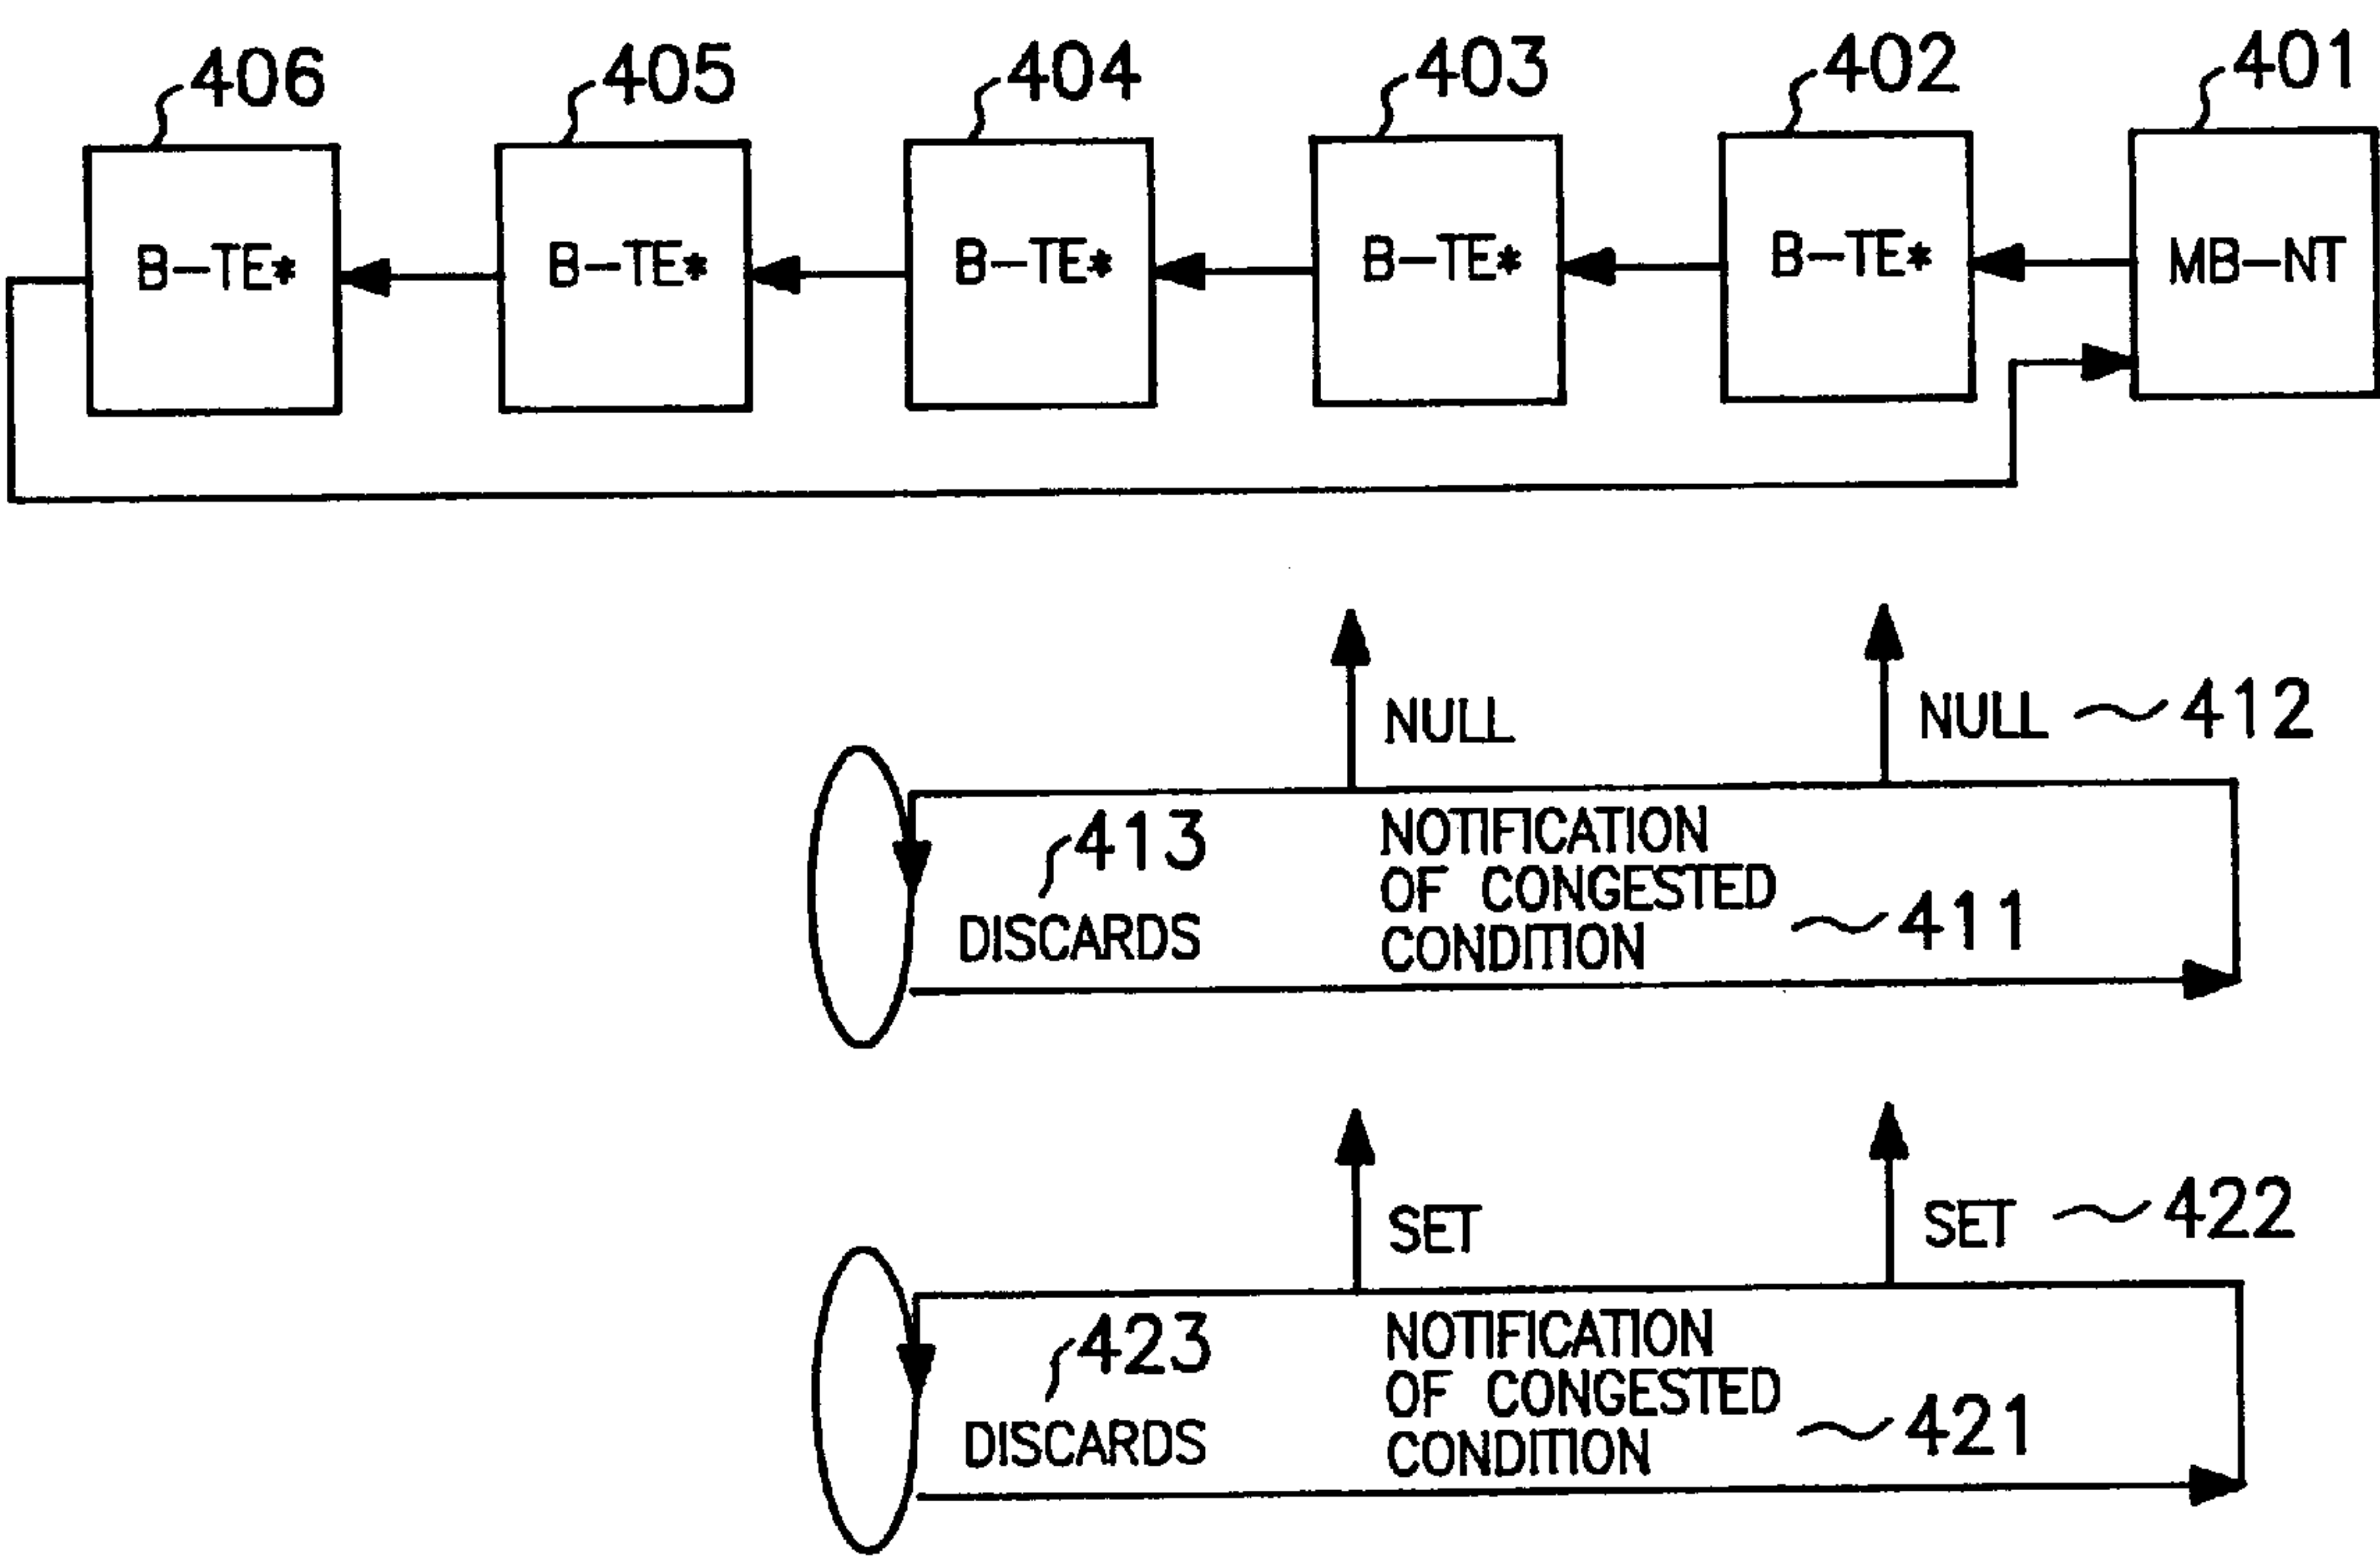 406 405 404 403 402 401
B-TE* B-TE* B-TE* B-TE* B-TE* MB-NT
NULL NULL 412
413 NOTIFICATION
OF CONGESTED 411
DISCARDS CONDITION
SET SET 422
423 NOTIFICATION
OF CONGESTED 421
DISCARDS CONDITION